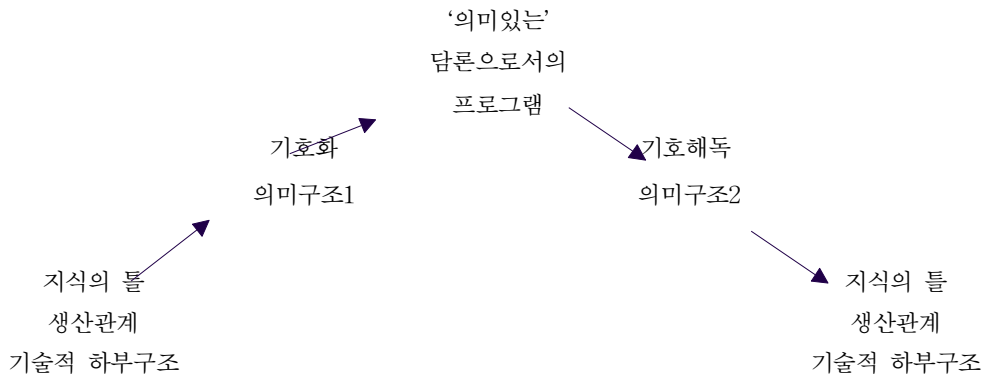 ‘의미있는’
담론으로서의
프로그램
기호화
의미구조1
기호해독
의미구조2
지식의 틀
생산관계
기술적 하부구조
지식의 틀
생산관계
기술적 하부구조